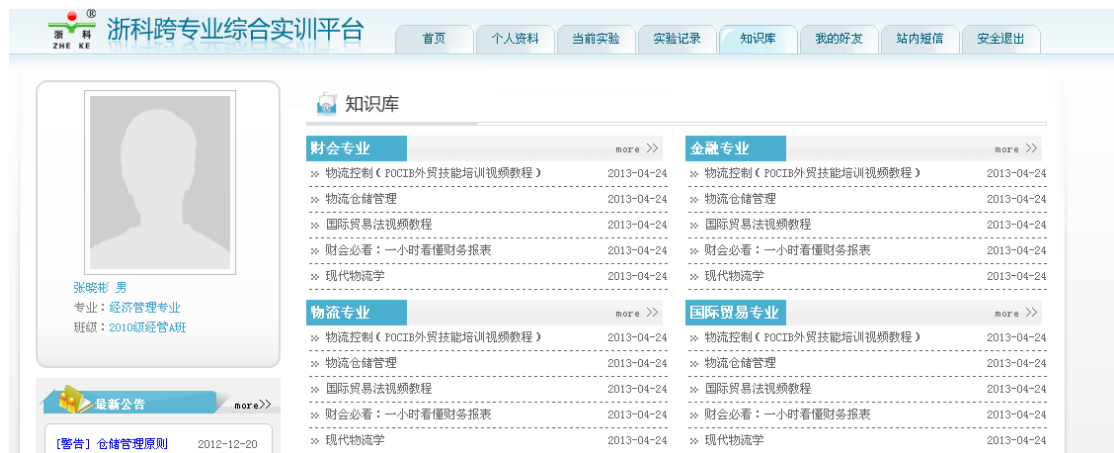 浙 科 ®
ZHE KE
浙科跨专业综合实训平台
首页 个人资料 当前实验 实验记录 知识库 我的好友 站内短信 安全退出
张晓彬 男
专业：经济管理专业
班级：2010级经管A班
最新公告 more>>
[警告] 仓储管理原则 2012-12-20
知识库
财会专业 more >>
» 物流控制(POCIB外贸技能培训视频教程) 2013-04-24
» 物流仓储管理 2013-04-24
» 国际贸易法视频教程 2013-04-24
» 财会必看：一小时看懂财务报表 2013-04-24
» 现代物流学 2013-04-24
金融专业 more >>
» 物流控制(POCIB外贸技能培训视频教程) 2013-04-24
» 物流仓储管理 2013-04-24
» 国际贸易法视频教程 2013-04-24
» 财会必看：一小时看懂财务报表 2013-04-24
» 现代物流学 2013-04-24
物流专业 more >>
» 物流控制(POCIB外贸技能培训视频教程) 2013-04-24
» 物流仓储管理 2013-04-24
» 国际贸易法视频教程 2013-04-24
» 财会必看：一小时看懂财务报表 2013-04-24
» 现代物流学 2013-04-24
国际贸易专业 more >>
» 物流控制(POCIB外贸技能培训视频教程) 2013-04-24
» 物流仓储管理 2013-04-24
» 国际贸易法视频教程 2013-04-24
» 财会必看：一小时看懂财务报表 2013-04-24
» 现代物流学 2013-04-24